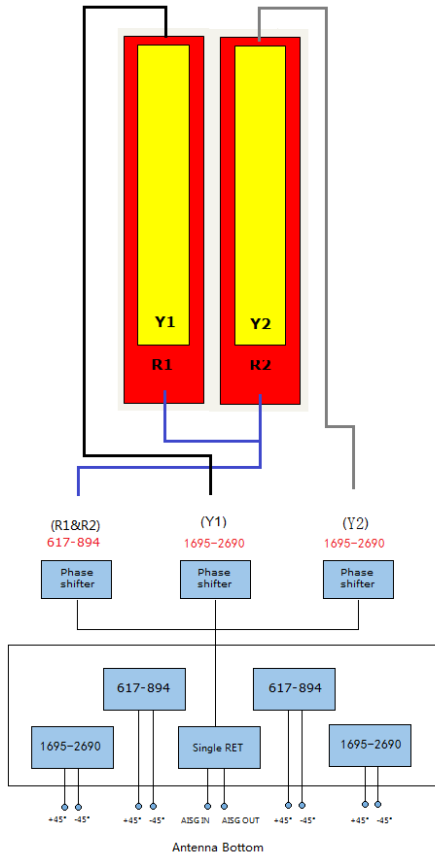 Y1
Y2
R1
R2
(R1&R2)
(Y1)
(Y2)
617-894
1695-2690
1695-2690
Phase
shifter
Phase
shifter
Phase
shifter
617-894
617-894
1695-2690
Single RET
1695-2690
+45° -45°
+45° -45°
AISG IN
AISG OUT
+45° -45°
+45° -45°
Antenna Bottom